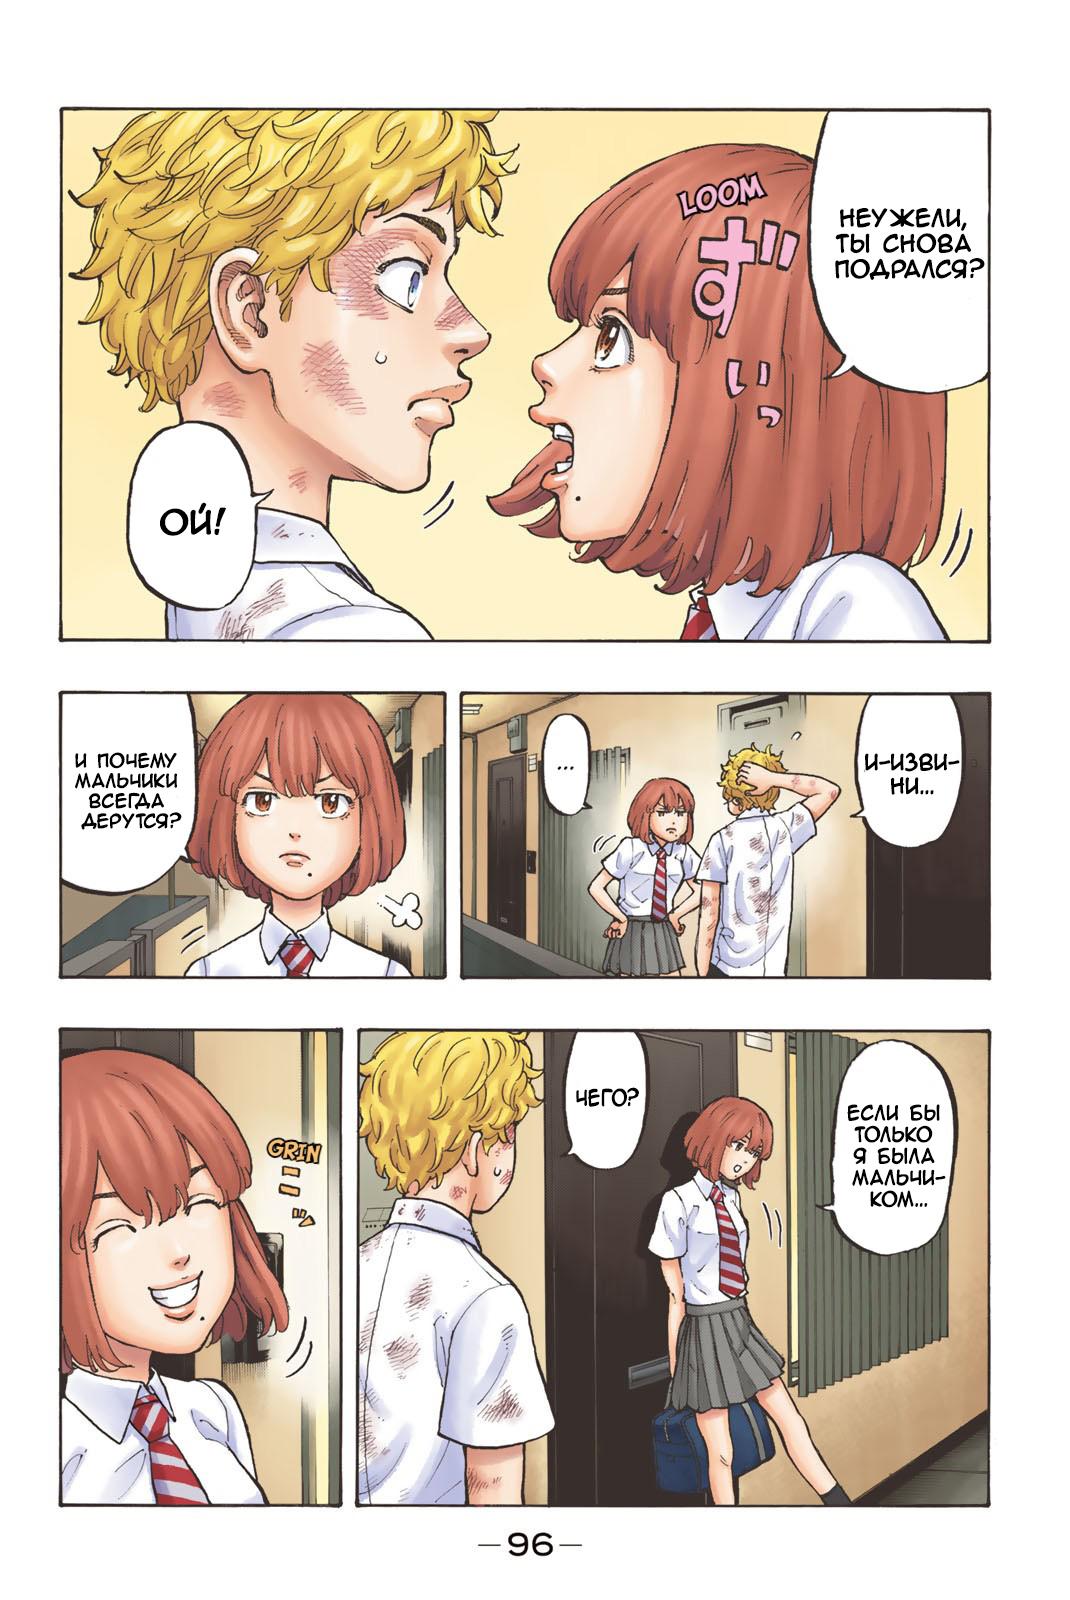 НЕУЖЕЛИ,
ТЫ СНОВА
ПОДРАЛСЯ?
LOOM
ずいっ
ОЙ!
И-ИЗВИ-
НИ...
...
И ПОЧЕМУ
МАЛЬЧИКИ
ВСЕГДА
ДЕРУТСЯ?
ЕСЛИ БЫ
ТОЛЬКО
Я БЫЛА
МАЛЬЧИ-
КОМ...
ЧЕГО?
GRIN
ニッ
—96—